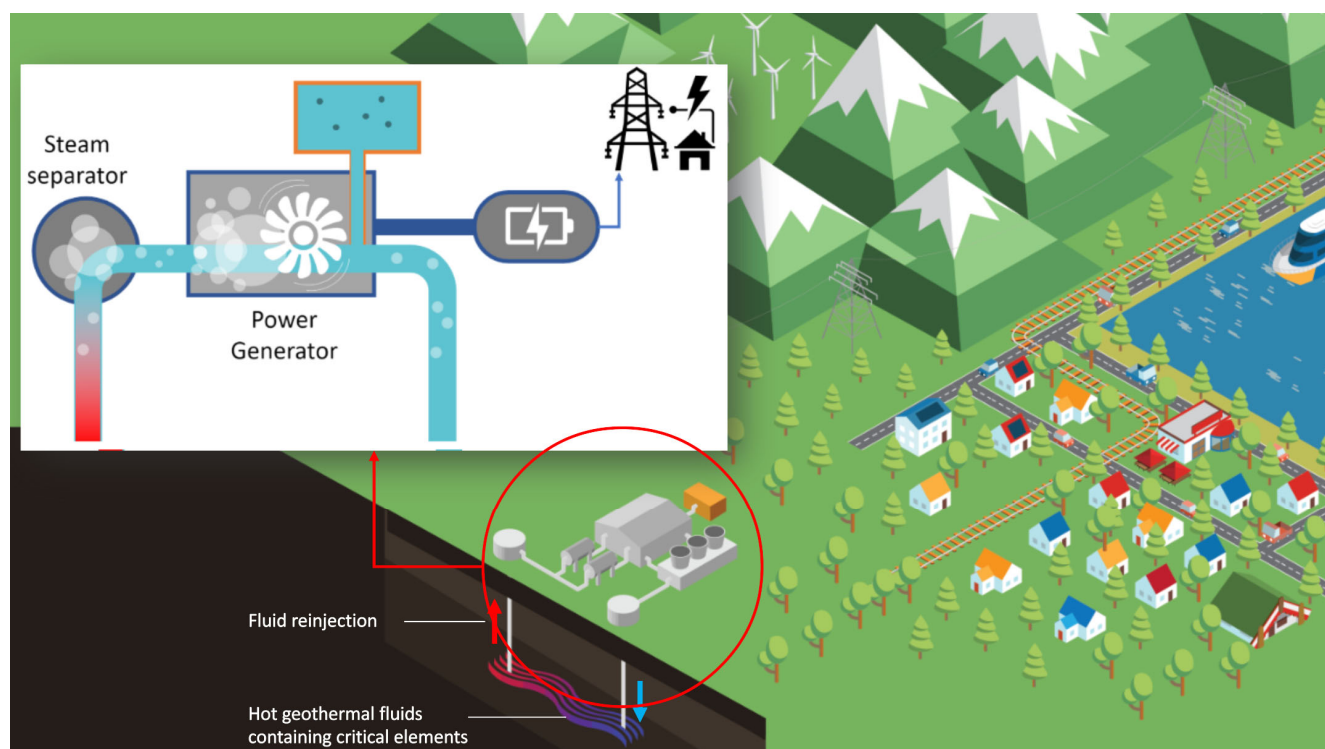 Steam
separator
Power
Generator
Fluid reinjection
Hot geothermal fluids
containing critical elements